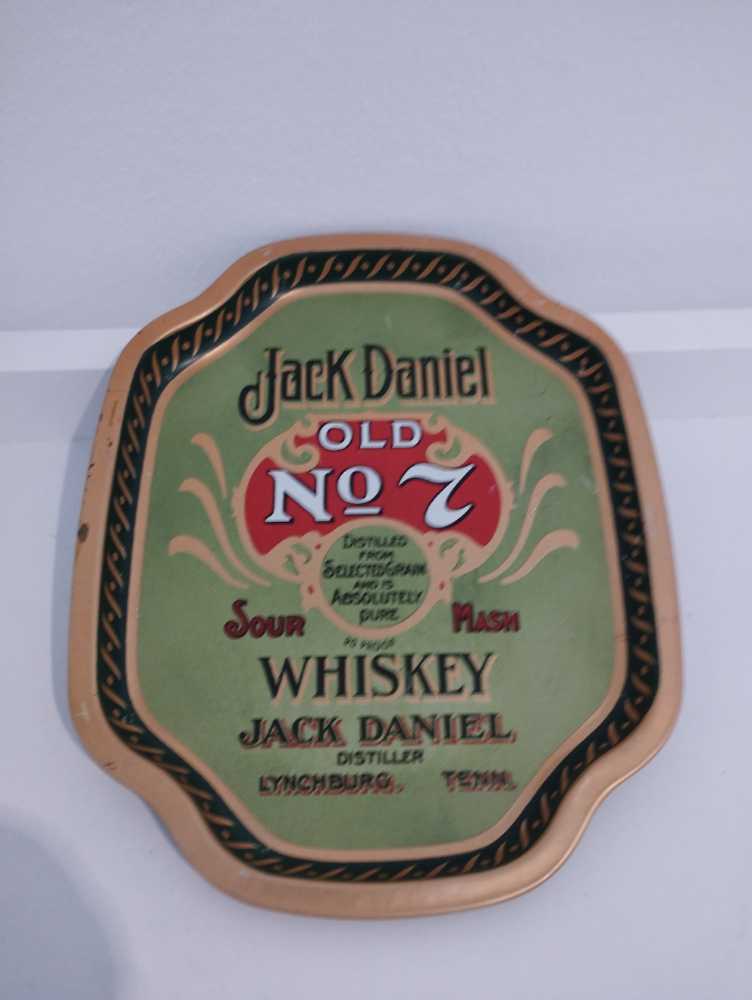 Jack Daniel
OLD
No 7
DISTILLED
FROM
SELECTED GRAIN
AND IS
ABSOLUTELY
PURE
SOUR MASH
PROOF
WHISKEY
JACK DANIEL
DISTILLER
LYNCHBURG. TENN.